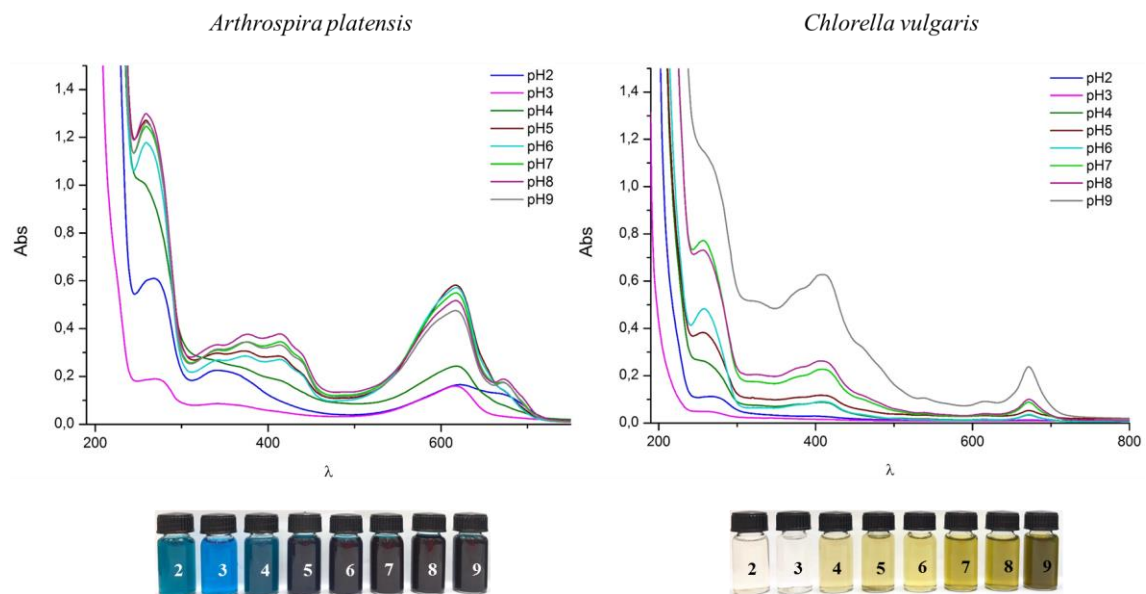 Arthrospira platensis
Chlorella vulgaris
1,4
1,2
1,0
0,8
0,6
0,4
0,2
0,0
Abs
200
400
600
λ
pH2
pH3
pH4
pH5
pH6
pH7
pH8
pH9
1,4
1,2
1,0
0,8
0,6
0,4
0,2
0,0
Abs
200
400
600
800
λ
pH2
pH3
pH4
pH5
pH6
pH7
pH8
pH9
2 3 4 5 6 7 8 9
2 3 4 5 6 7 8 9